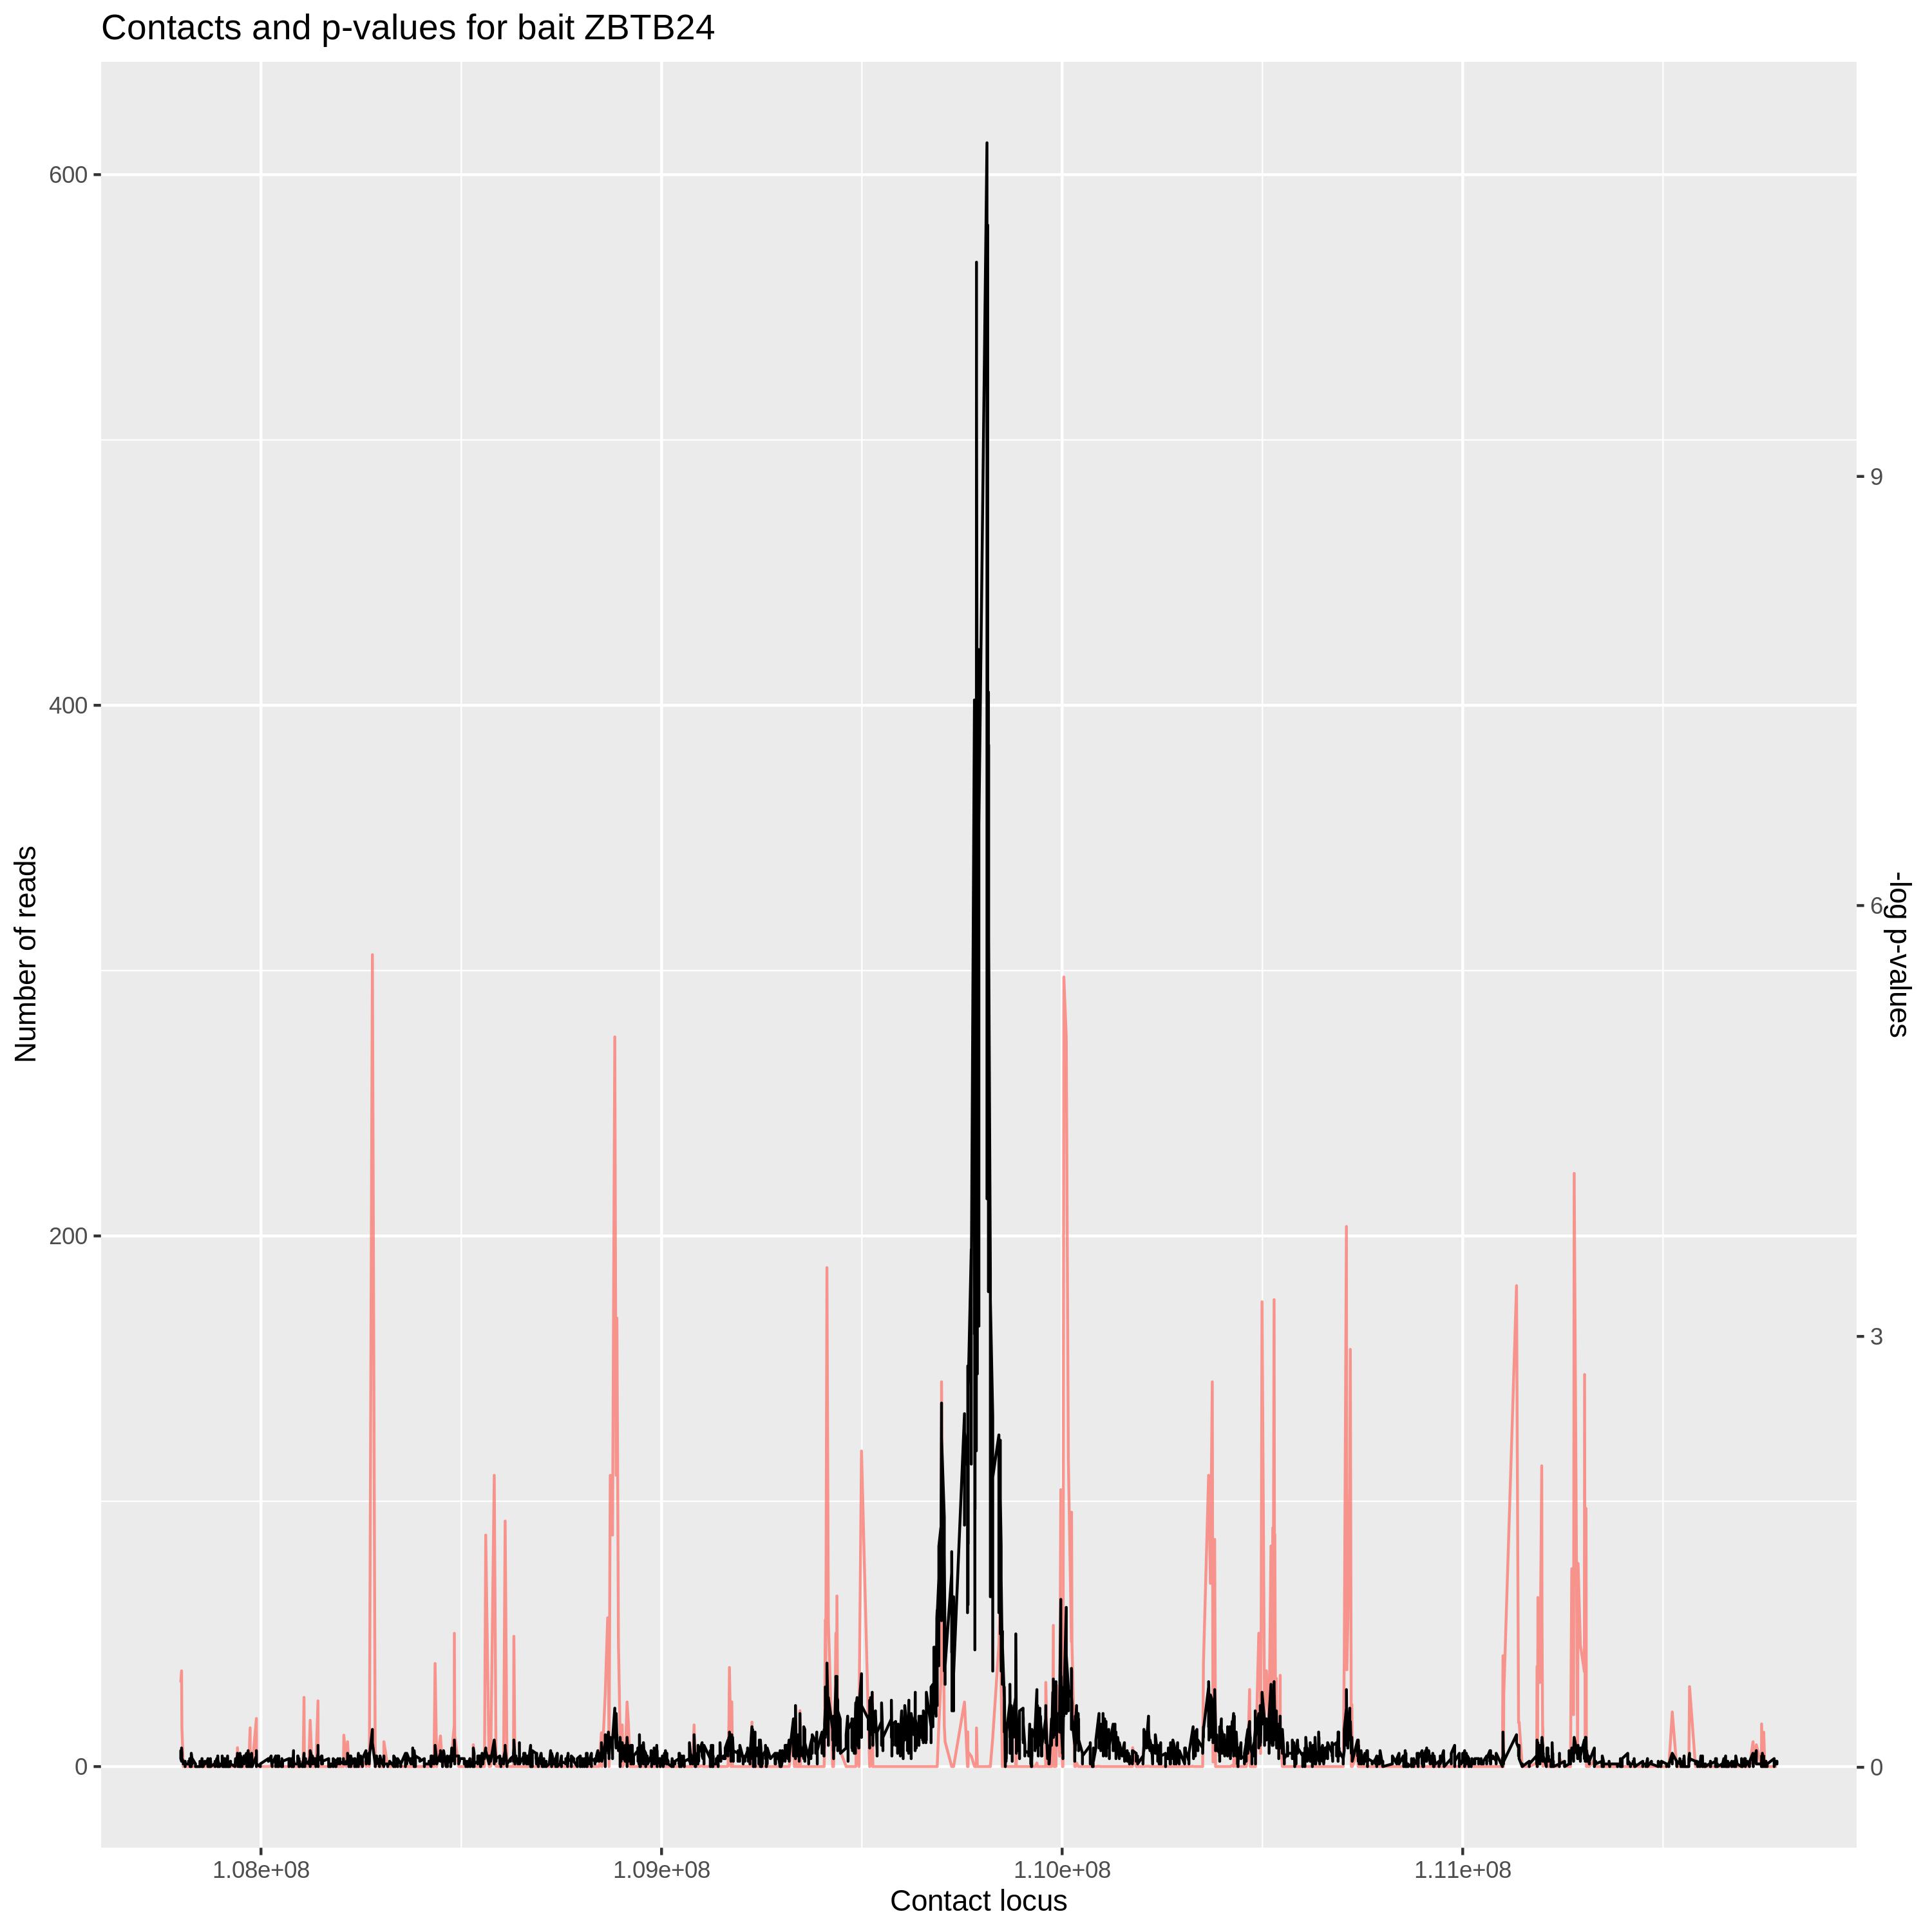 Contacts and p-values for bait ZBTB24
600
400
200
0
Number of reads
9
6
3
0
-log p-values
1.08e+08 1.09e+08 1.10e+08 1.11e+08
Contact locus